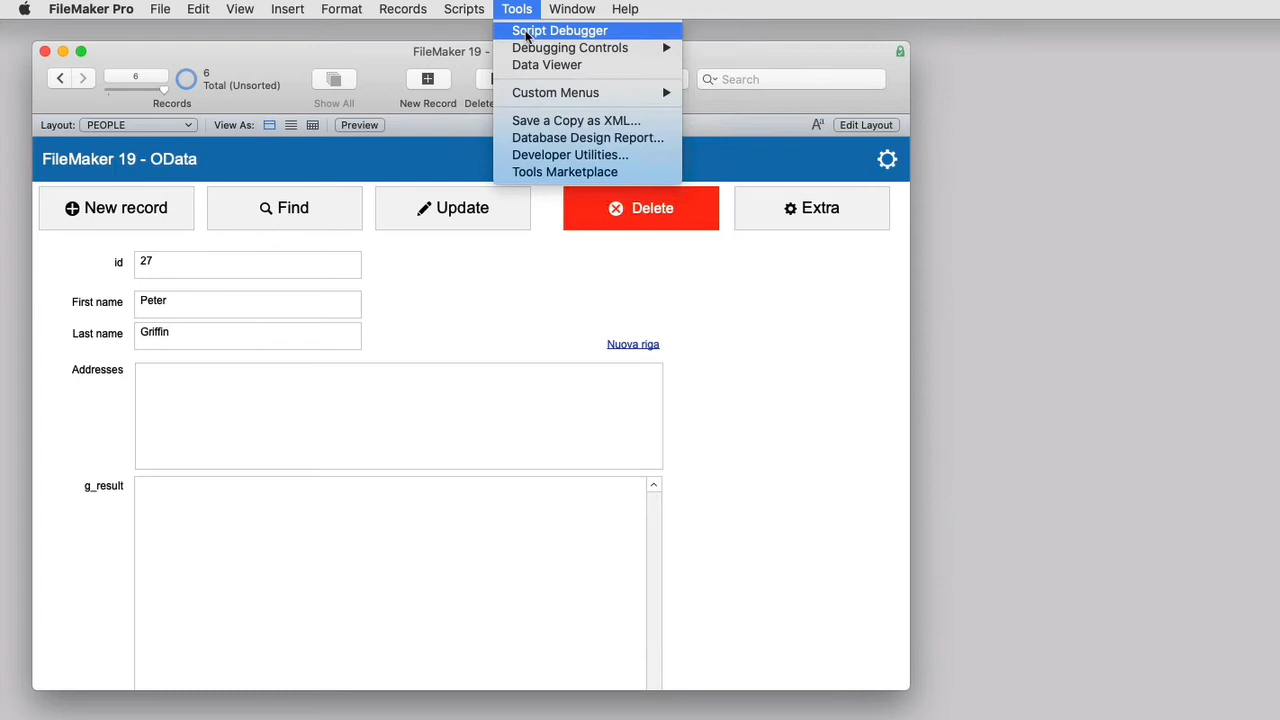 FileMaker Pro File Edit View Insert Format Records Scripts Tools Window Help
Script Debugger
Debugging Controls
Data Viewer
Custom Menus
Save a Copy as XML...
Database Design Report...
Developer Utilities...
Tools Marketplace
FileMaker 19 -
6
6
Total (Unsorted)
Search
Records
Show All
New Record
Layout: PEOPLE View As: Preview Aa Edit Layout
FileMaker 19 - OData
New record Find Update Delete Extra
id 27
First name Peter
Last name Griffin
Nuova riga
Addresses
g_result